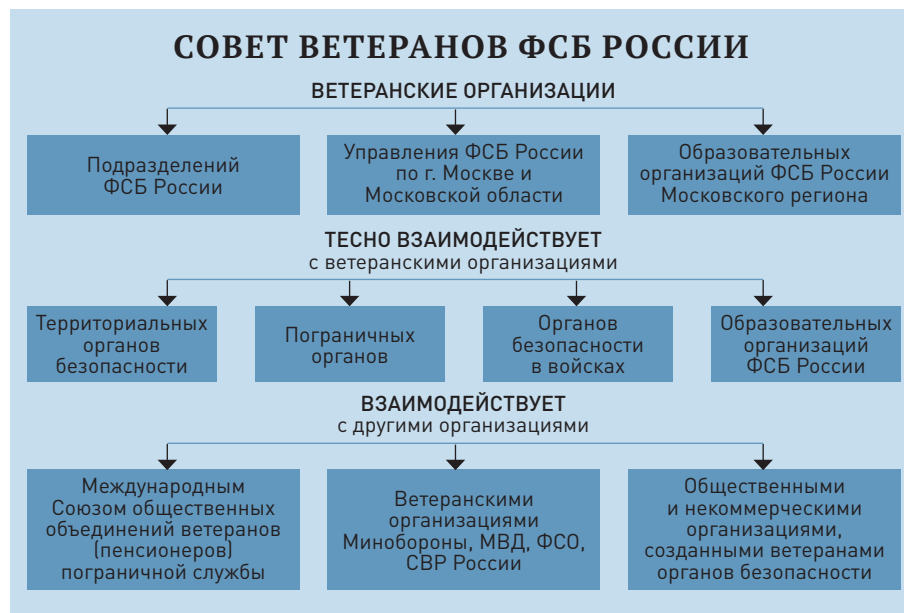 СОВЕТ ВЕТЕРАНОВ ФСБ РОССИИ
ВЕТЕРАНСКИЕ ОРГАНИЗАЦИИ
Подразделений
ФСБ России
Управления ФСБ России
по г. Москве и
Московской области
Образовательных
организаций ФСБ России
Московского региона
ТЕСНО ВЗАИМОДЕЙСТВУЕТ
с ветеранскими организациями
Территориальных
органов
безопасности
Пограничных
органов
Органов
безопасности
в войсках
Образовательных
организаций
ФСБ России
ВЗАИМОДЕЙСТВУЕТ
с другими организациями
Международным
Союзом общественных
объединений ветеранов
(пенсионеров)
пограничной службы
Ветеранскими
организациями
Минобороны, МВД, ФСО,
СВР России
Общественными
и некоммерческими
организациями,
созданными ветеранами
органов безопасности